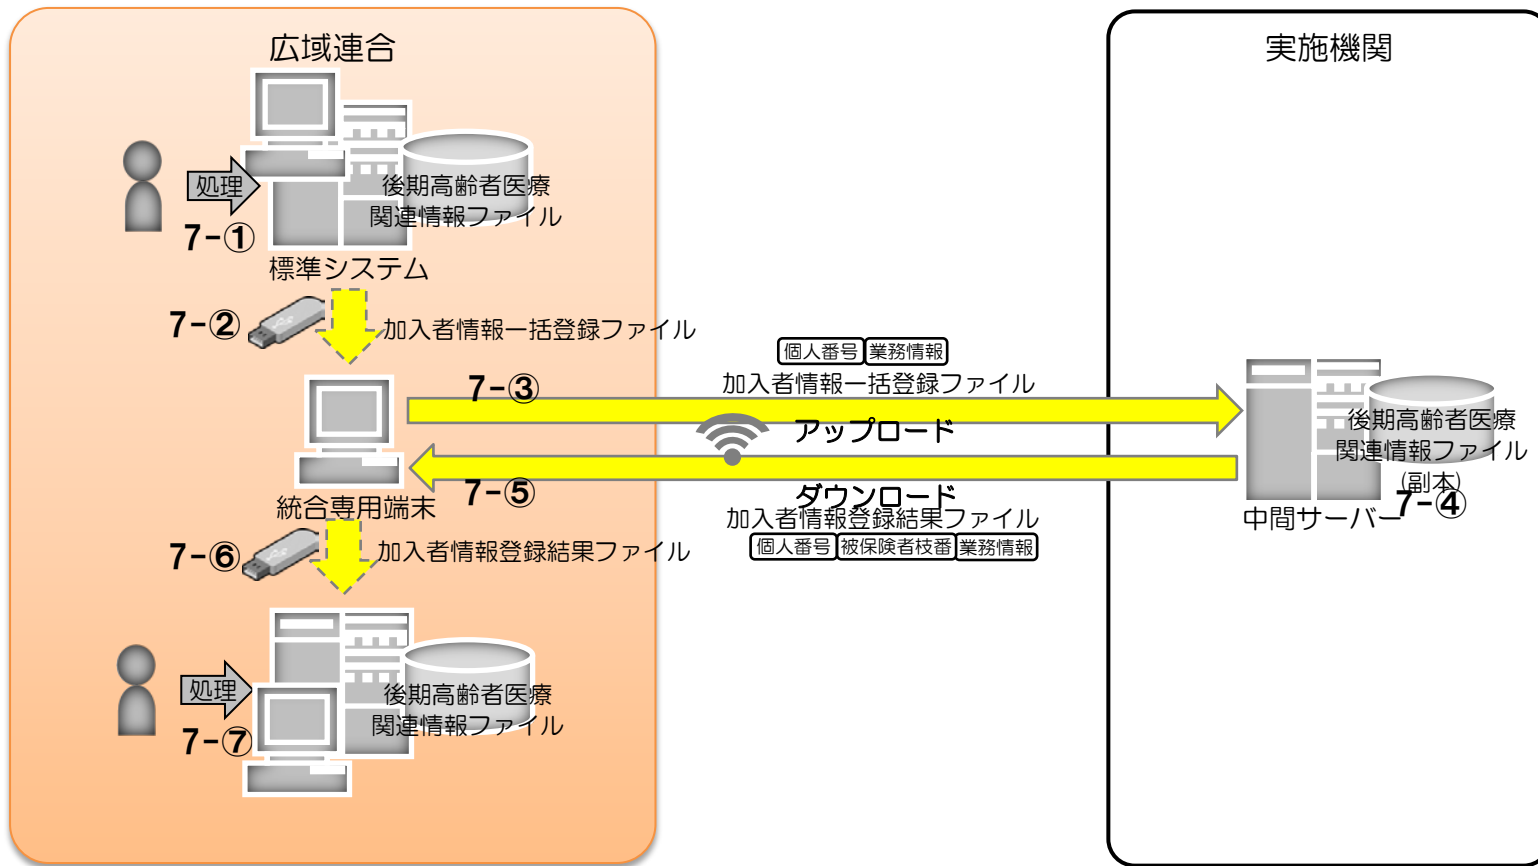 広域連合
実施機関
処理
後期高齢者医療
関連情報ファイル
7-①
標準システム
7-②
加入者情報一括登録ファイル
個人番号 業務情報
加入者情報一括登録ファイル
7-③
アップロード
後期高齢者医療
関連情報ファイル
(副本)
7-④
中間サーバー
7-⑤
ダウンロード
統合専用端末
加入者情報登録結果ファイル
個人番号 被保険者枝番 業務情報
7-⑥
加入者情報登録結果ファイル
処理
後期高齢者医療
関連情報ファイル
7-⑦